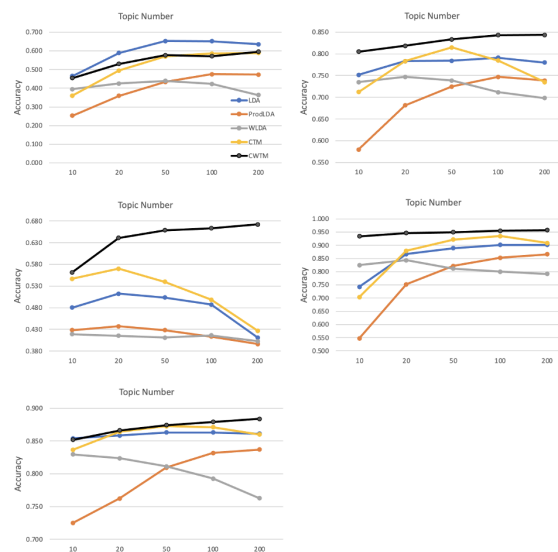 Topic Number
Accuracy
0.700
0.600
0.500
0.400
0.300
0.200
0.100
0.000
10 20 50 100 200
LDA
ProdLDA
WLDA
CTM
CWTM
Topic Number
Accuracy
0.850
0.800
0.750
0.700
0.650
0.600
0.550
10 20 50 100 200
Topic Number
Accuracy
0.680
0.630
0.580
0.530
0.480
0.430
0.380
10 20 50 100 200
Topic Number
Accuracy
1.000
0.950
0.900
0.850
0.800
0.750
0.700
0.650
0.600
0.550
0.500
10 20 50 100 200
Topic Number
Accuracy
0.900
0.850
0.800
0.750
0.700
10 20 50 100 200